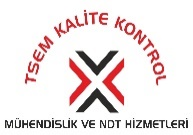 TSEM KALİTE KONTROL
MÜHENDİSLİK VE NDT HİZMETLERİ